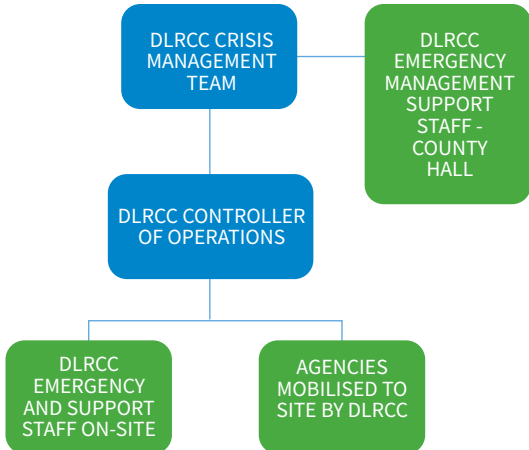 DLRCC CRISIS
MANAGEMENT
TEAM
DLRCC
EMERGENCY
MANAGEMENT
SUPPORT
STAFF -
COUNTY
HALL
DLRCC CONTROLLER
OF OPERATIONS
DLRCC
EMERGENCY
AND SUPPORT
STAFF ON-SITE
AGENCIES
MOBILISED TO
SITE BY DLRCC